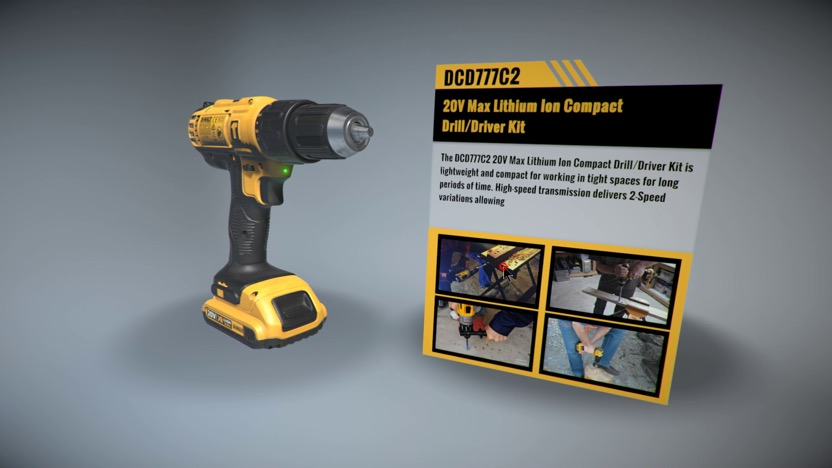 DCD777C2
20V Max Lithium Ion Compact
Drill/Driver Kit
The DCD777C2 20V Max Lithium Ion Compact Drill/Driver Kit is
lightweight and compact for working in tight spaces for long
periods of time. High-speed transmission delivers 2-Speed
variations allowing
DEWALT
20V